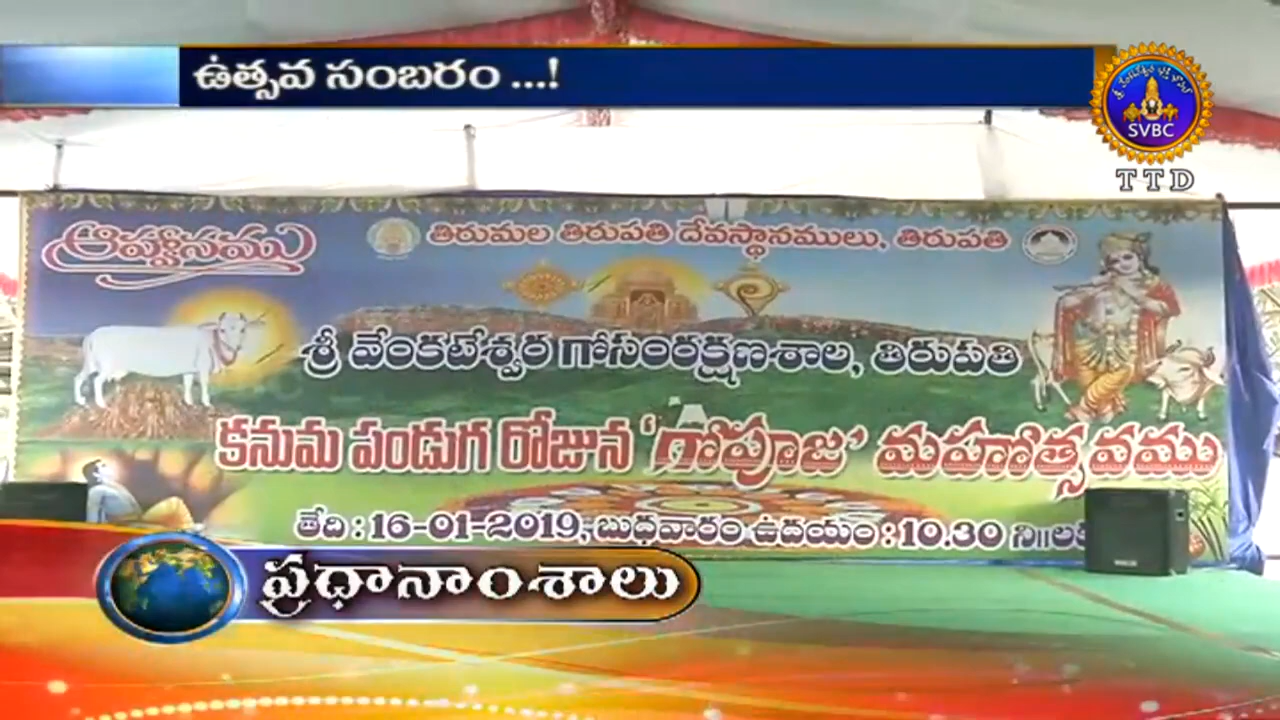 ఉత్సవ సంబరం ...!
SVBC
TTD
ఆహ్వానము
తిరుమల తిరుపతి దేవస్థానములు, తిరుపతి
శ్రీ వేంకటేశ్వర గోసంరక్షణశాల, తిరుపతి
కనుమ పండుగ రోజున 'గోపూజ' మహోత్సవము
తేది : 16-01-2019, బుధవారం ఉదయం : 10.30 ని॥లకు
ప్రధానాంశాలు